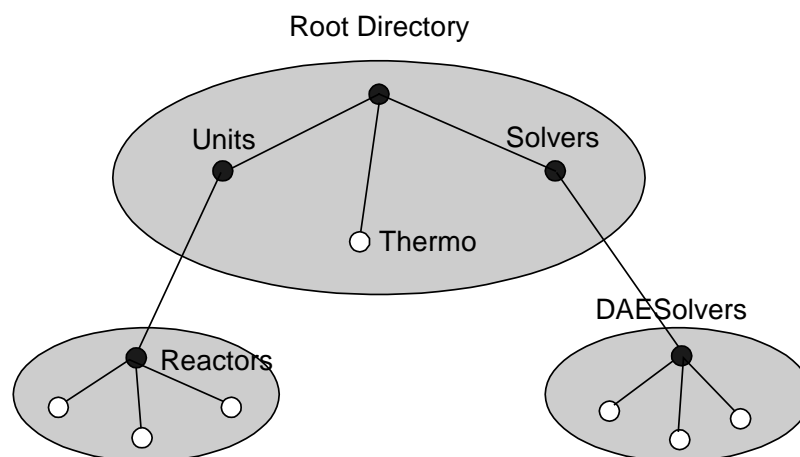 Root Directory
Units
Solvers
Thermo
DAESolvers
Reactors